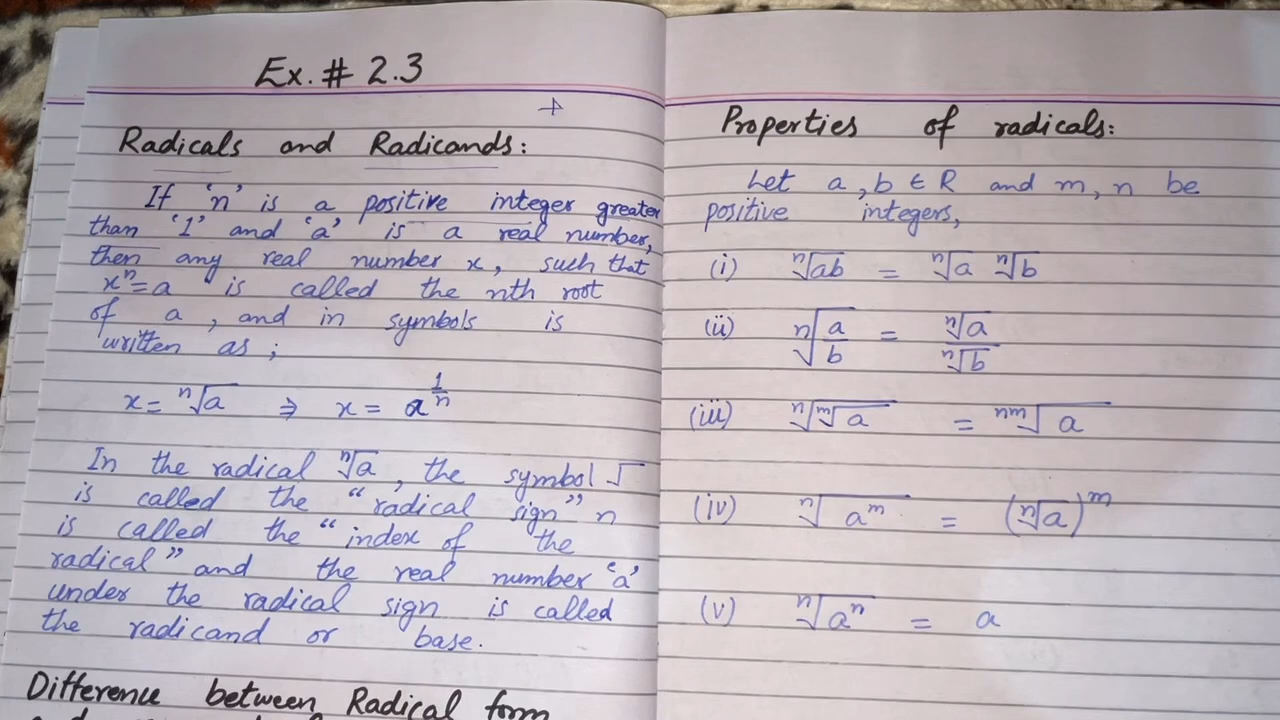 Ex. # 2.3
Radicals and Radicands:
If 'n' is a positive integer greater
than '1' and 'a' is a real number,
then any real number x, such that
xⁿ=a is called the nth root
of a, and in symbols is
written as;
x = ⁿ√a ⇒ x = a^(1/n)
In the radical ⁿ√a, the symbol √
is called the "radical sign" n
is called the "index of the
radical" and the real number 'a'
under the radical sign is called
the radicand or base.
Difference between Radical form
Properties of radicals:
Let a, b ∈ R and m, n be
positive integers,
(i) ⁿ√ab = ⁿ√a ⁿ√b
(ii) ⁿ√(a/b) = ⁿ√a / ⁿ√b
(iii) ⁿ√(ᵐ√a) = ⁿᵐ√a
(iv) ⁿ√(aᵐ) = (ⁿ√a)ᵐ
(v) ⁿ√(aⁿ) = a